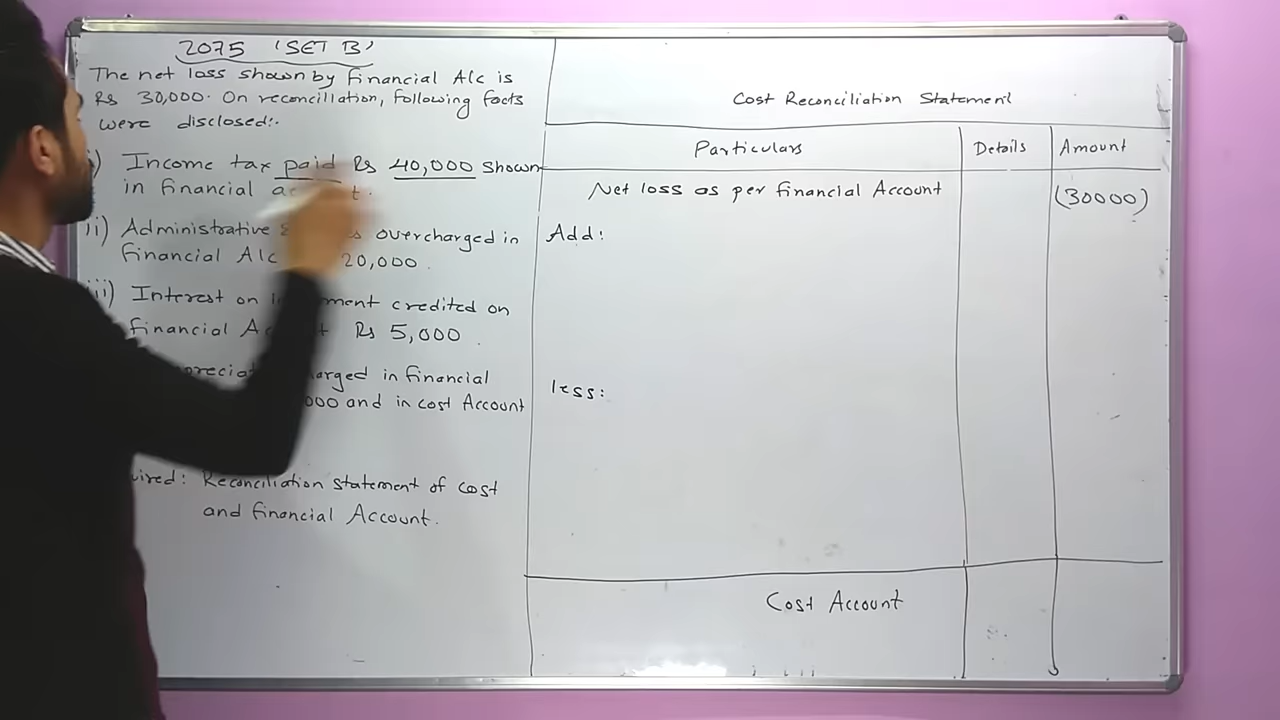 2075 'SET B'
The net loss shown by financial A/c is
Rs 30,000. On reconcillation, following facts
were disclosed:.
Income tax paid Rs 40,000 shown
in financial
ii) Administrative overcharged in
financial A/c 20,000.
iii) Interest on credited on
financial Rs 5,000.
charged in financial
000 and in cost Account
Reconciliation statement of cost
and financial Account.
Cost Reconciliation Statement
Particulars Details Amount
Net loss as per financial Account (30000)
Add:
less:
Cost Account